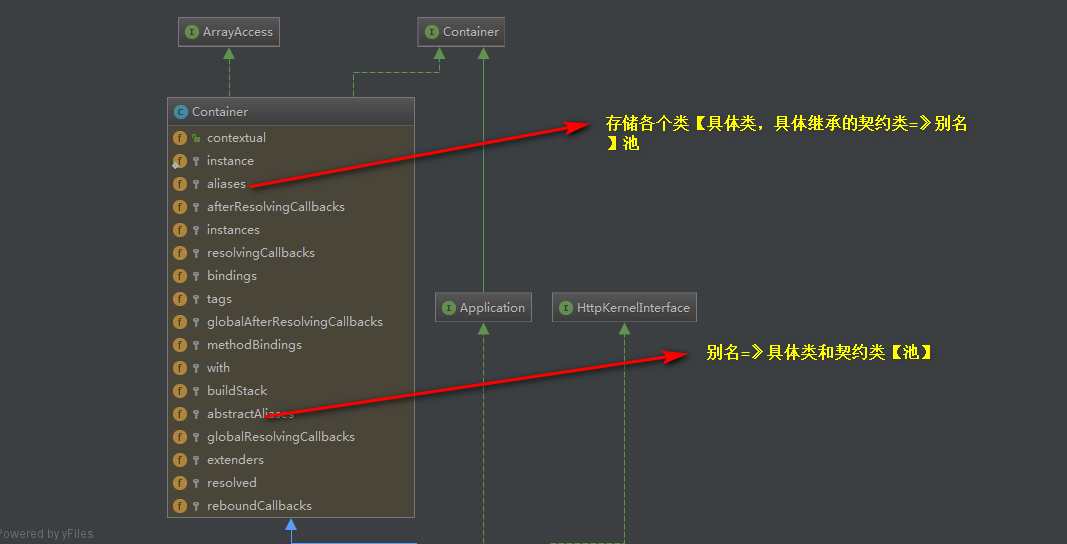 ArrayAccess
Container
Container
contextual
instance
aliases
afterResolvingCallbacks
instances
resolvingCallbacks
bindings
tags
globalAfterResolvingCallbacks
methodBindings
with
buildStack
abstractAliases
globalResolvingCallbacks
extenders
resolved
reboundCallbacks
存储各个类【具体类，具体继承的契约类=》别名
】池
Application
HttpKernelInterface
别名=》具体类和契约类【池】
Powered by yFiles